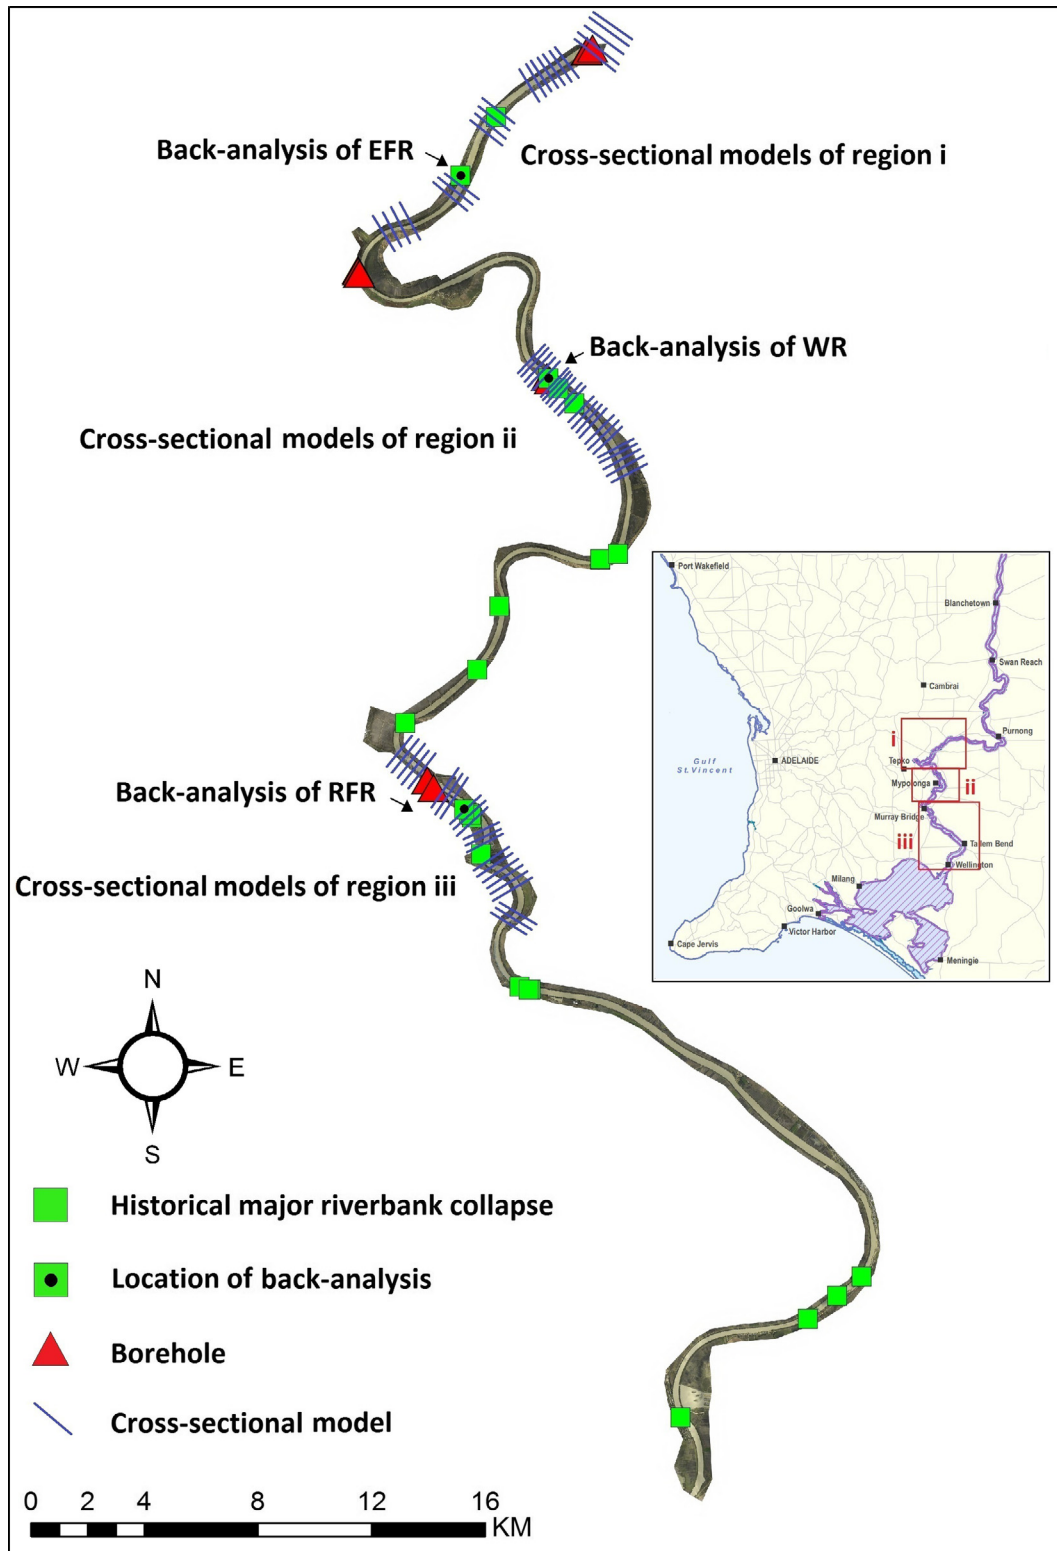 Back-analysis of EFR
Cross-sectional models of region i
Back-analysis of WR
Cross-sectional models of region ii
Port Wakefield
Blanchetown
Swan Reach
Cambrai
Purnong
i
Tepko
Gulf
St.Vincent
ADELAIDE
Mypolonga
ii
Murray Bridge
iii
Tailem Bend
Wellington
Milang
Goolwa
Victor Harbor
Cape Jervis
Meningie
Back-analysis of RFR
Cross-sectional models of region iii
N
W
E
S
Historical major riverbank collapse
Location of back-analysis
Borehole
Cross-sectional model
0 2 4 8 12 16
KM